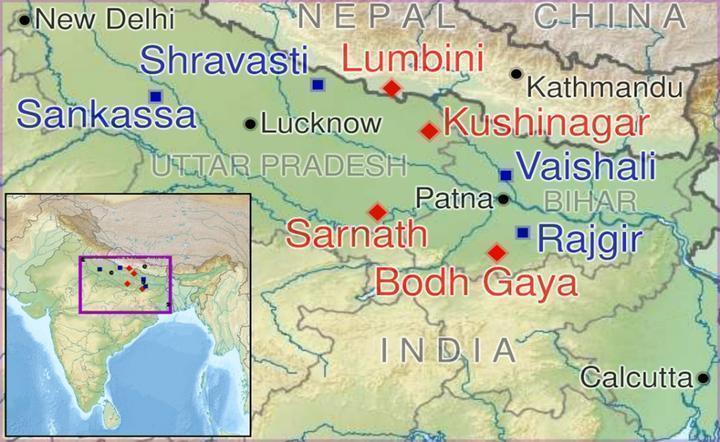 New Delhi
NEPAL
CHINA
Shravasti
Lumbini
Kathmandu
Sankassa
Lucknow
Kushinagar
UTTAR PRADESH
Vaishali
Patna
BIHAR
Sarnath
Rajgir
Bodh Gaya
INDIA
Calcutta